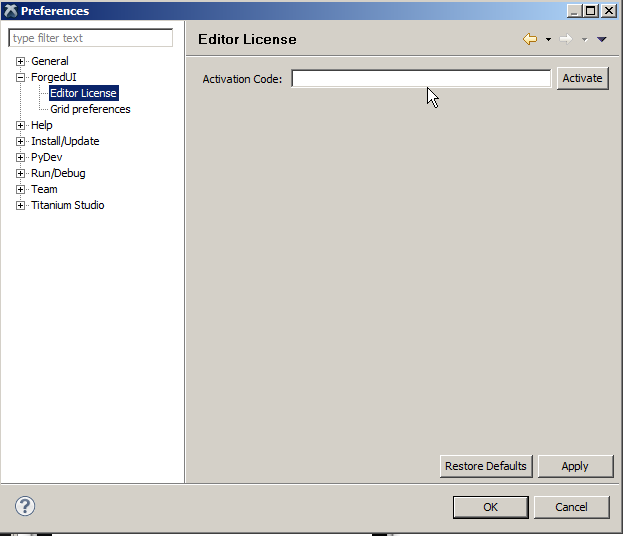 Preferences
type filter text
General
ForgedUI
Editor License
Grid preferences
Help
Install/Update
PyDev
Run/Debug
Team
Titanium Studio
Editor License
Activation Code:
Activate
Restore Defaults
Apply
?
OK
Cancel